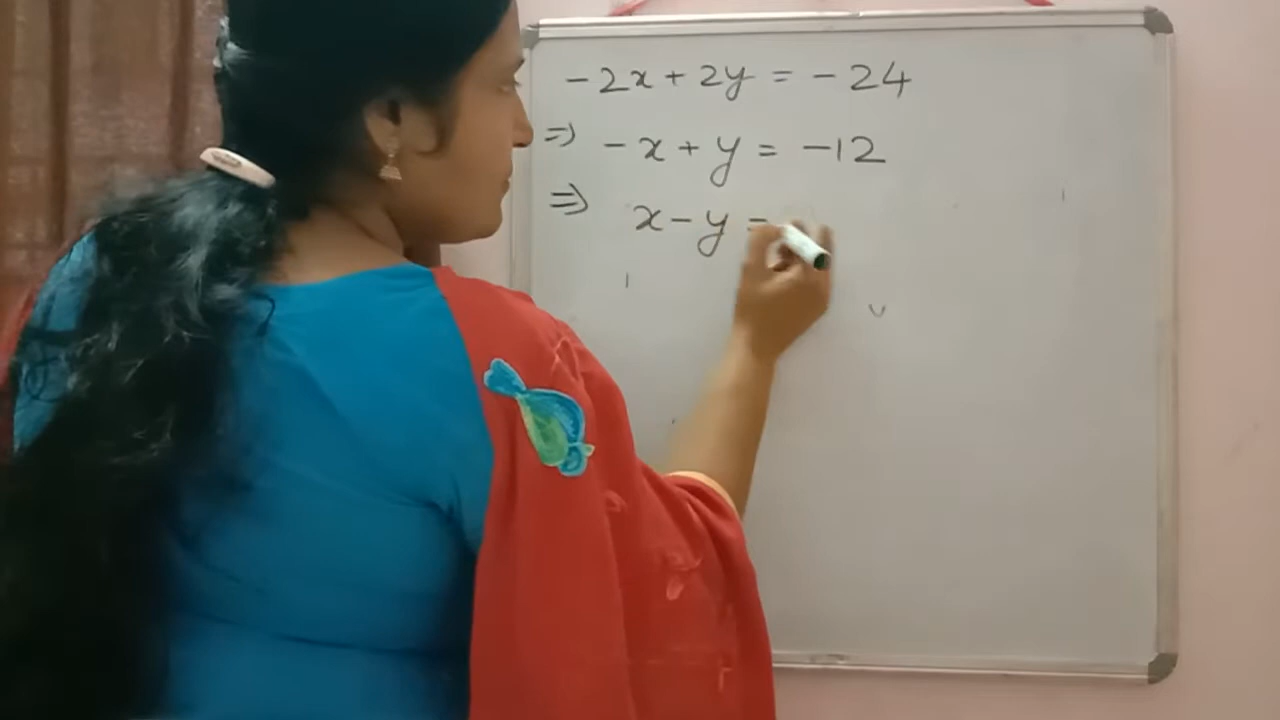 -2x + 2y = -24
⇒ -x + y = -12
⇒ x - y =